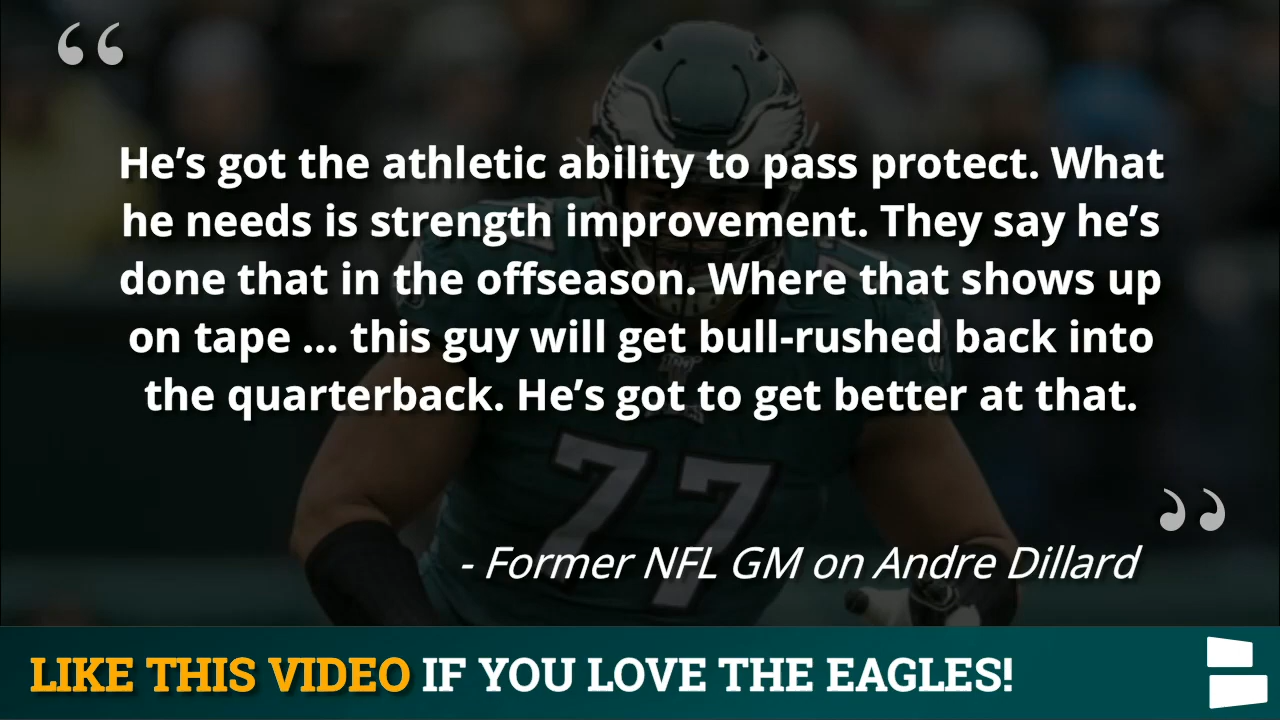 “
He’s got the athletic ability to pass protect. What
he needs is strength improvement. They say he’s
done that in the offseason. Where that shows up
on tape ... this guy will get bull-rushed back into
the quarterback. He’s got to get better at that.
”
- Former NFL GM on Andre Dillard
77
LIKE THIS VIDEO IF YOU LOVE THE EAGLES!